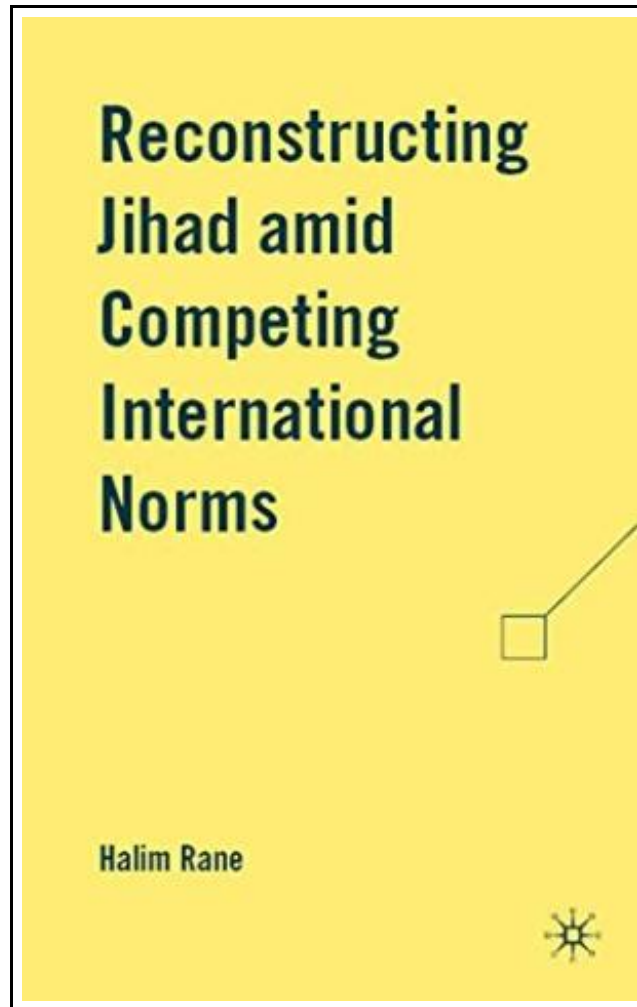 Reconstructing
Jihad amid
Competing
International
Norms
Halim Rane